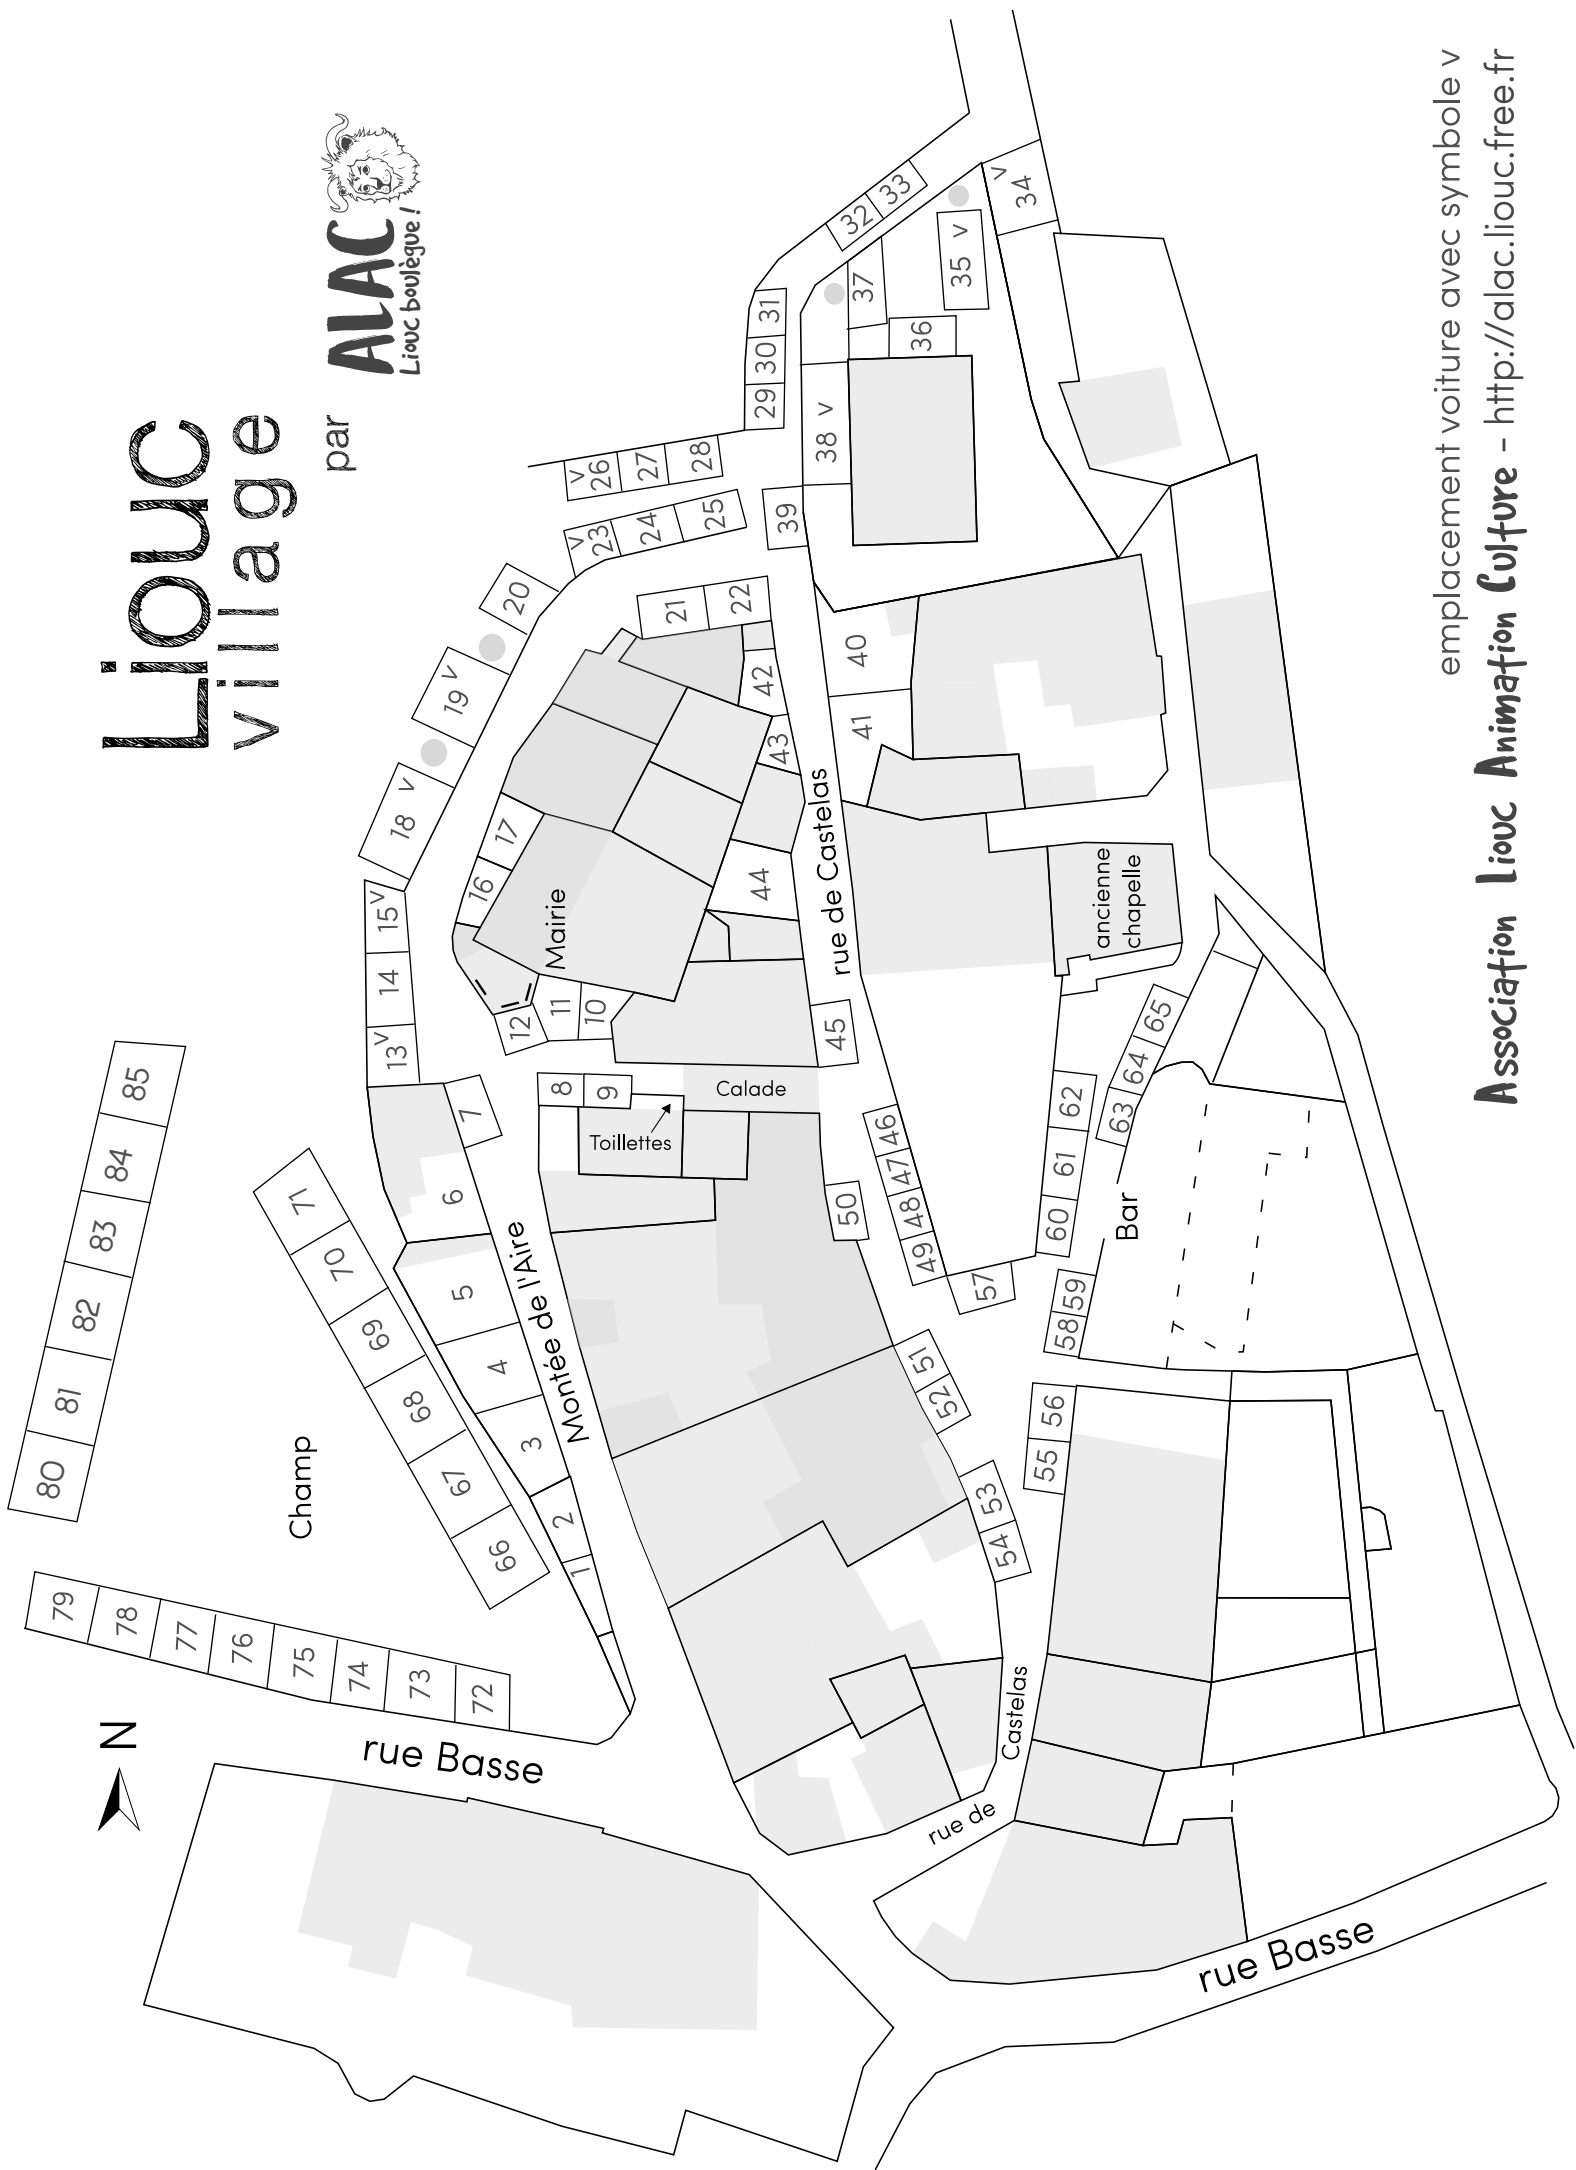 Liouc
village
par
ALAC
Liouc boulègue !
N
Champ
80
81
82
83
84
85
79
78
77
76
75
74
73
72
66
67
68
69
70
71
rue Basse
Montée de l'Aire
1
2
3
4
5
6
7
8
9
10
11
12
13 v
14
15 v
16
17
18 v
19 v
20
21
22
23 v
24
25
26 v
27
28
29
30
31
32
33
34 v
35 v
36
37
38 v
39
40
41
42
43
44
45
46
47
48
49
50
51
52
53
54
55
56
57
58
59
60
61
62
63
64
65
Mairie
Toillettes
Calade
rue de Castelas
ancienne
chapelle
Bar
rue de
Castelas
rue Basse
emplacement voiture avec symbole v
Association Liouc Animation Culture - http://alac.liouc.free.fr